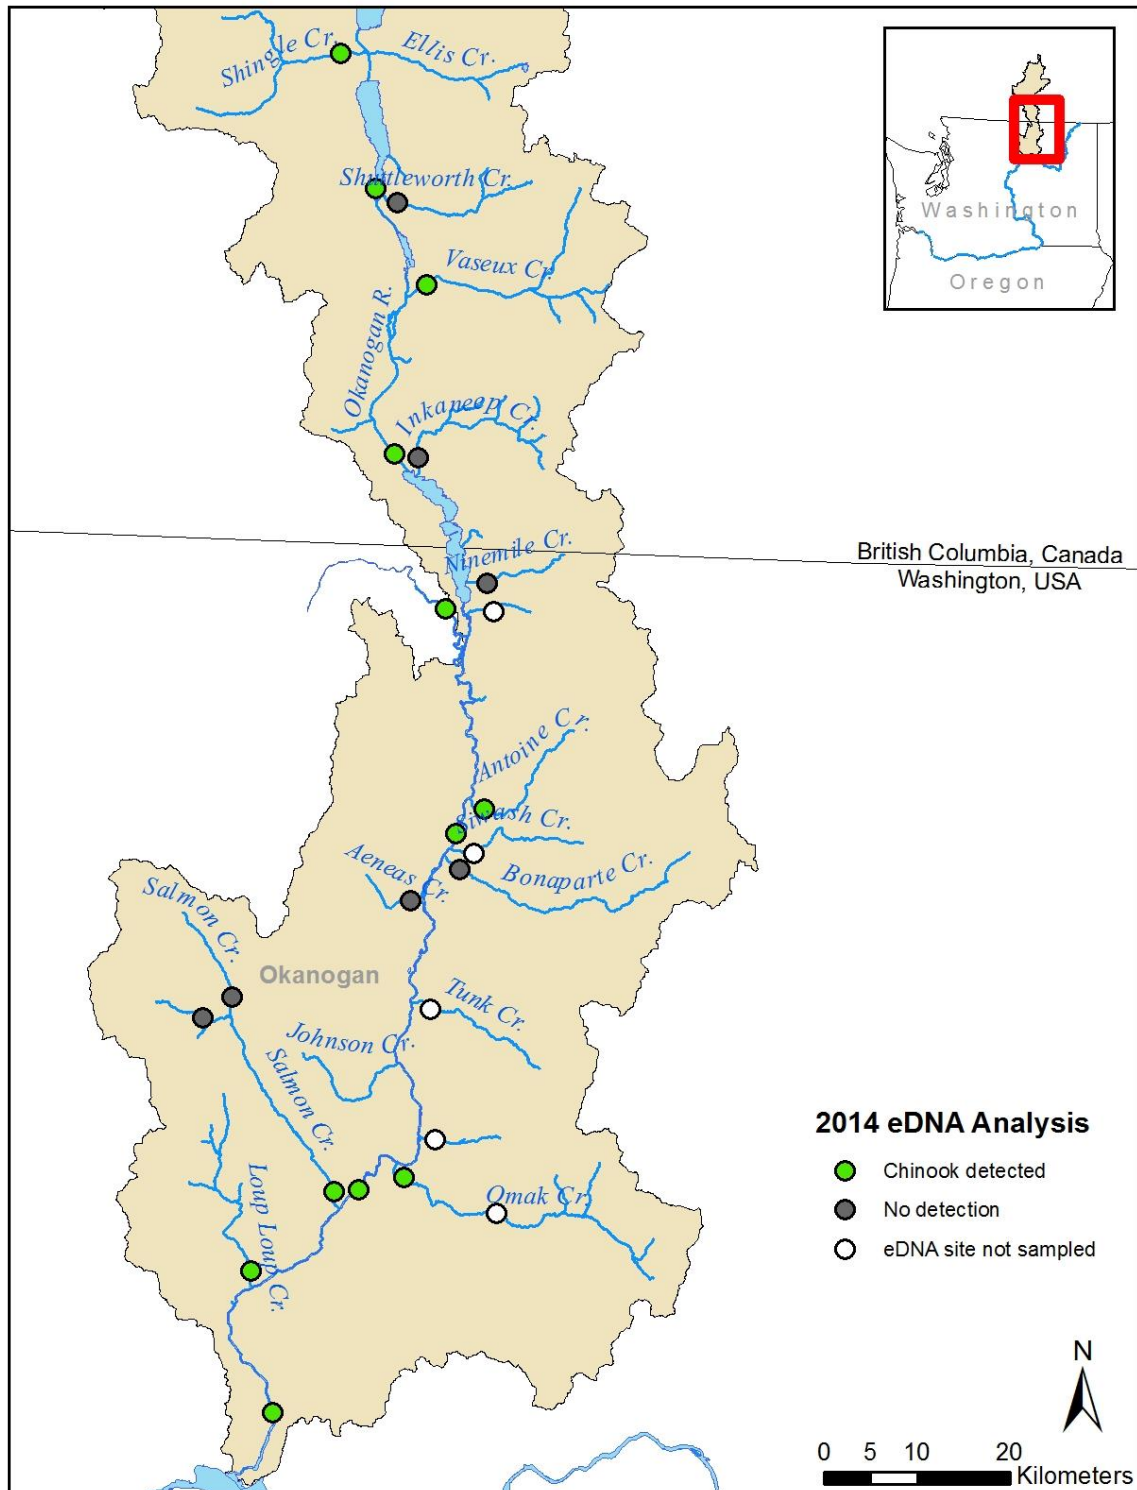 Shingle Cr.
Ellis Cr.
Shuttleworth Cr.
Vaseux Cr.
Okanogan R.
Inkaneep Cr.
Washington
Oregon
Ninemile Cr.
British Columbia, Canada
Washington, USA
Antoine Cr.
Siwash Cr.
Aeneas Cr.
Bonaparte Cr.
Salmon Cr.
Okanogan
Tunk Cr.
Johnson Cr.
Salmon Cr.
Loup Loup Cr.
Omak Cr.
2014 eDNA Analysis
Chinook detected
No detection
eDNA site not sampled
N
0 5 10 20
Kilometers